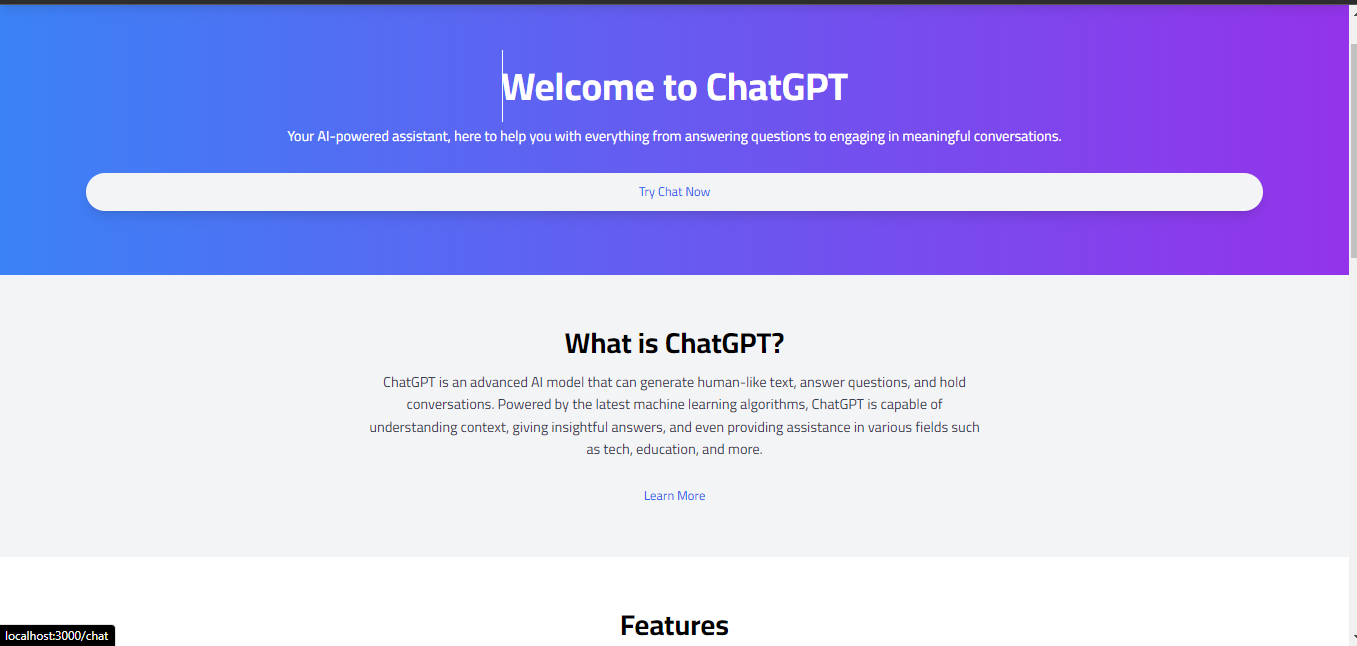 Welcome to ChatGPT
Your AI-powered assistant, here to help you with everything from answering questions to engaging in meaningful conversations.
Try Chat Now
What is ChatGPT?
ChatGPT is an advanced AI model that can generate human-like text, answer questions, and hold
conversations. Powered by the latest machine learning algorithms, ChatGPT is capable of
understanding context, giving insightful answers, and even providing assistance in various fields such
as tech, education, and more.
Learn More
Features
localhost:3000/chat